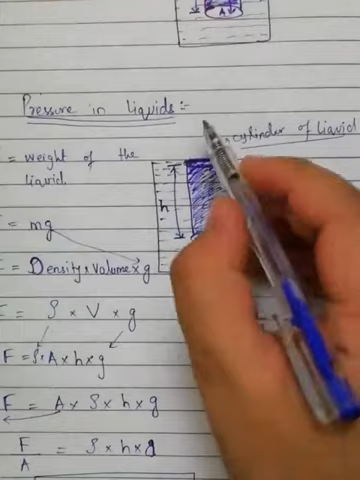 A
Pressure in liquids :-
cylinder of liquid
= weight of the
liquid.
h
= mg
= Density × Volume × g
= ρ × V × g
F = ρ × A × h × g
F = A × ρ × h × g
F/A = ρ × h × g